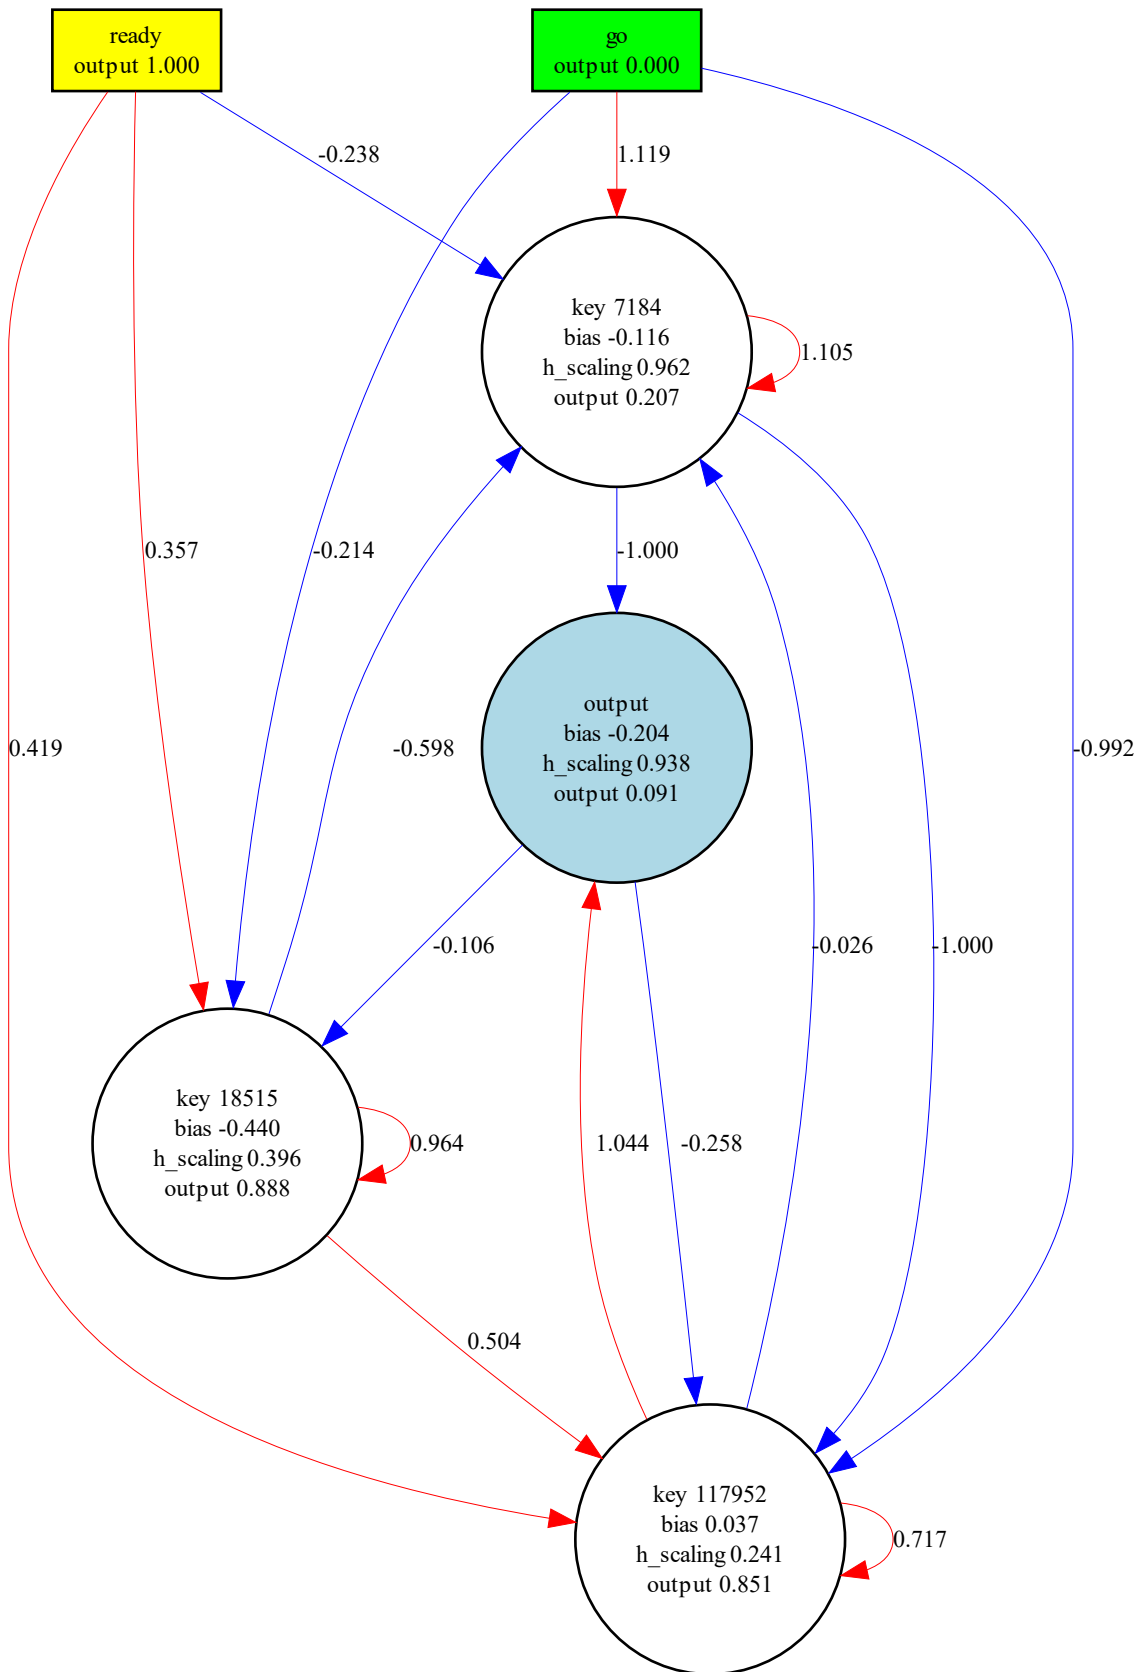 ready
output 1.000
go
output 0.000
-0.238
1.119
key 7184
bias -0.116
h_scaling 0.962
output 0.207
1.105
0.357
-0.214
-1.000
output
bias -0.204
h_scaling 0.938
output 0.091
0.419
-0.598
-0.992
-0.106
-0.026
-1.000
key 18515
bias -0.440
h_scaling 0.396
output 0.888
0.964
1.044
-0.258
0.504
key 117952
bias 0.037
h_scaling 0.241
output 0.851
0.717